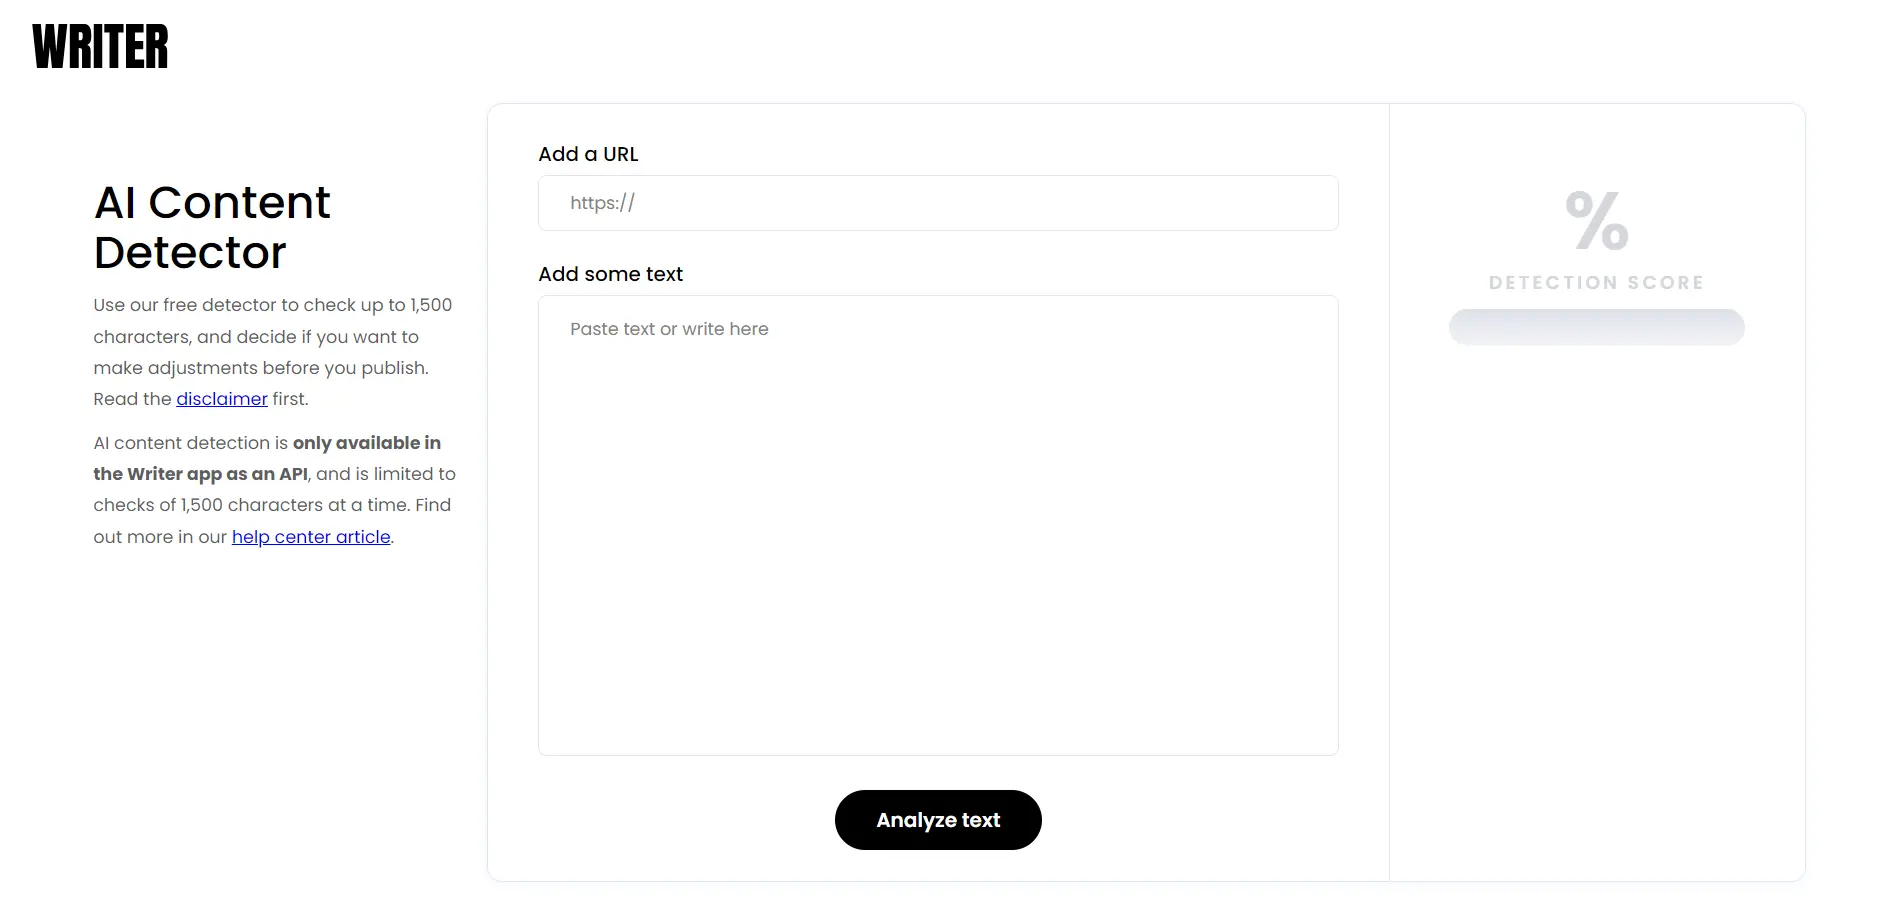 WRITER
AI Content
Detector
Use our free detector to check up to 1,500
characters, and decide if you want to
make adjustments before you publish.
Read the disclaimer first.
AI content detection is only available in
the Writer app as an API, and is limited to
checks of 1,500 characters at a time. Find
out more in our help center article.
Add a URL
https://
Add some text
Paste text or write here
Analyze text
%
DETECTION SCORE